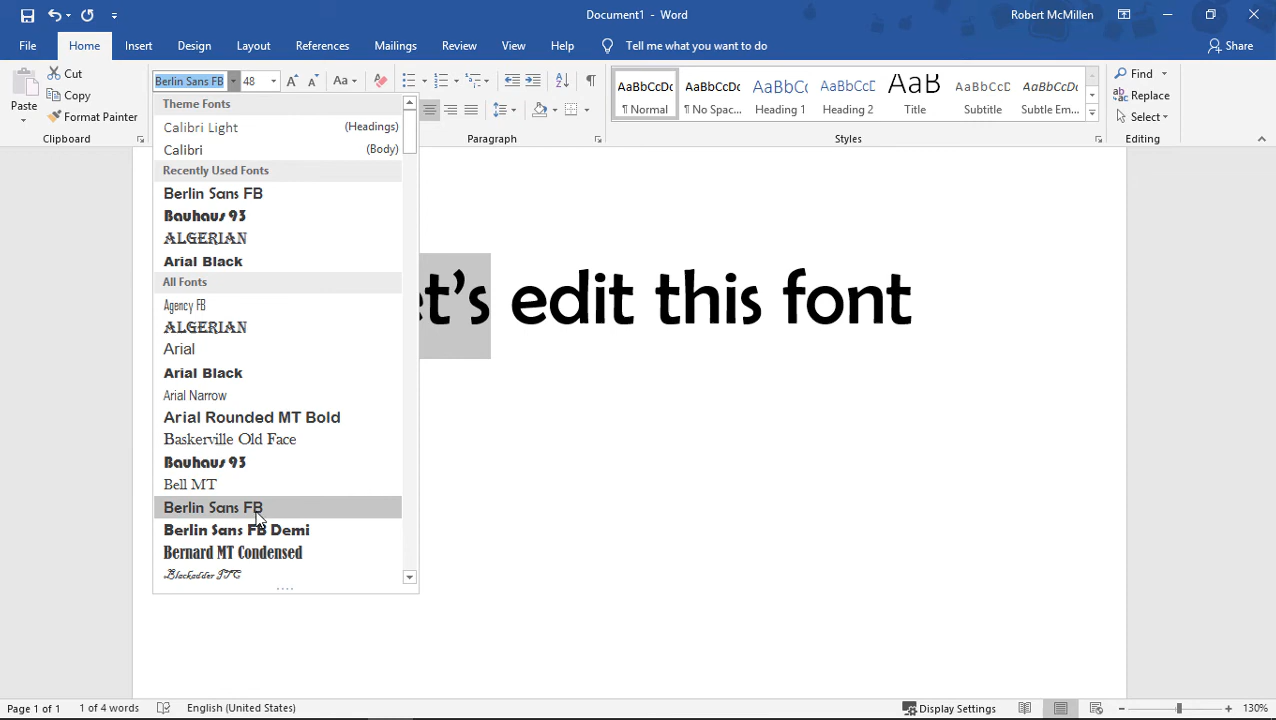 Document1 - Word
Robert McMillen
File Home Insert Design Layout References Mailings Review View Help Tell me what you want to do Share
Paste
Cut
Copy
Format Painter
Clipboard
Berlin Sans FB 48 Aa
Paragraph
AaBbCcDc AaBbCcDc AaBbCc AaBbCcD AaB AaBbCcD AaBbCcDc
¶ Normal ¶ No Spac... Heading 1 Heading 2 Title Subtitle Subtle Em...
Styles
Find
Replace
Select
Editing
Theme Fonts
Calibri Light (Headings)
Calibri (Body)
Recently Used Fonts
Berlin Sans FB
Bauhaus 93
ALGERIAN
Arial Black
All Fonts
Agency FB
ALGERIAN
Arial
Arial Black
Arial Narrow
Arial Rounded MT Bold
Baskerville Old Face
Bauhaus 93
Bell MT
Berlin Sans FB
Berlin Sans FB Demi
Bernard MT Condensed
Blackadder ITC
et’s edit this font
Page 1 of 1 1 of 4 words English (United States) Display Settings 130%